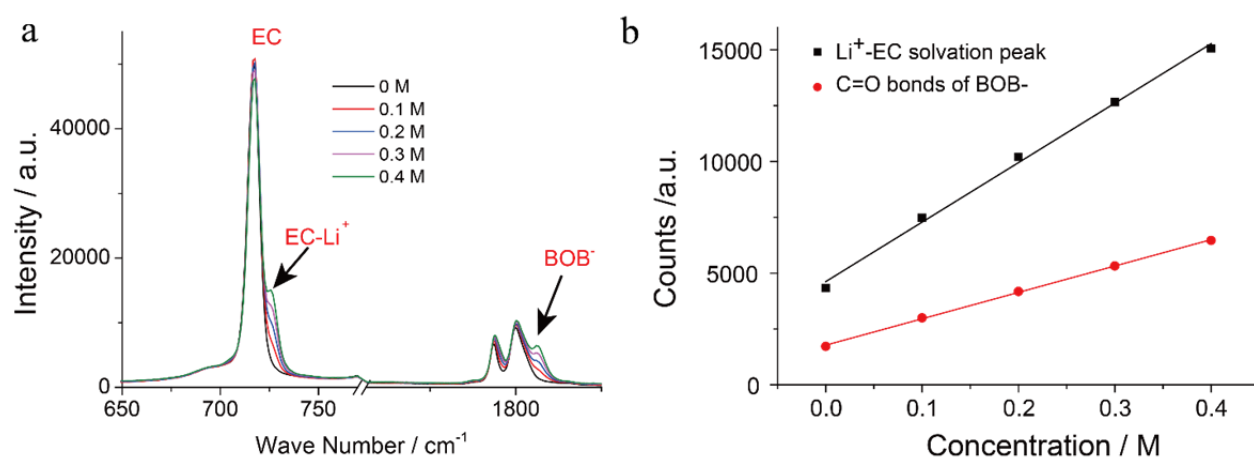 a
EC
0 M
0.1 M
0.2 M
0.3 M
0.4 M
EC-Li⁺
BOB⁻
Intensity / a.u.
40000
20000
0
650
700
750
1800
Wave Number / cm⁻¹
b
Li⁺-EC solvation peak
C=O bonds of BOB-
Counts /a.u.
15000
10000
5000
0
0.0
0.1
0.2
0.3
0.4
Concentration / M